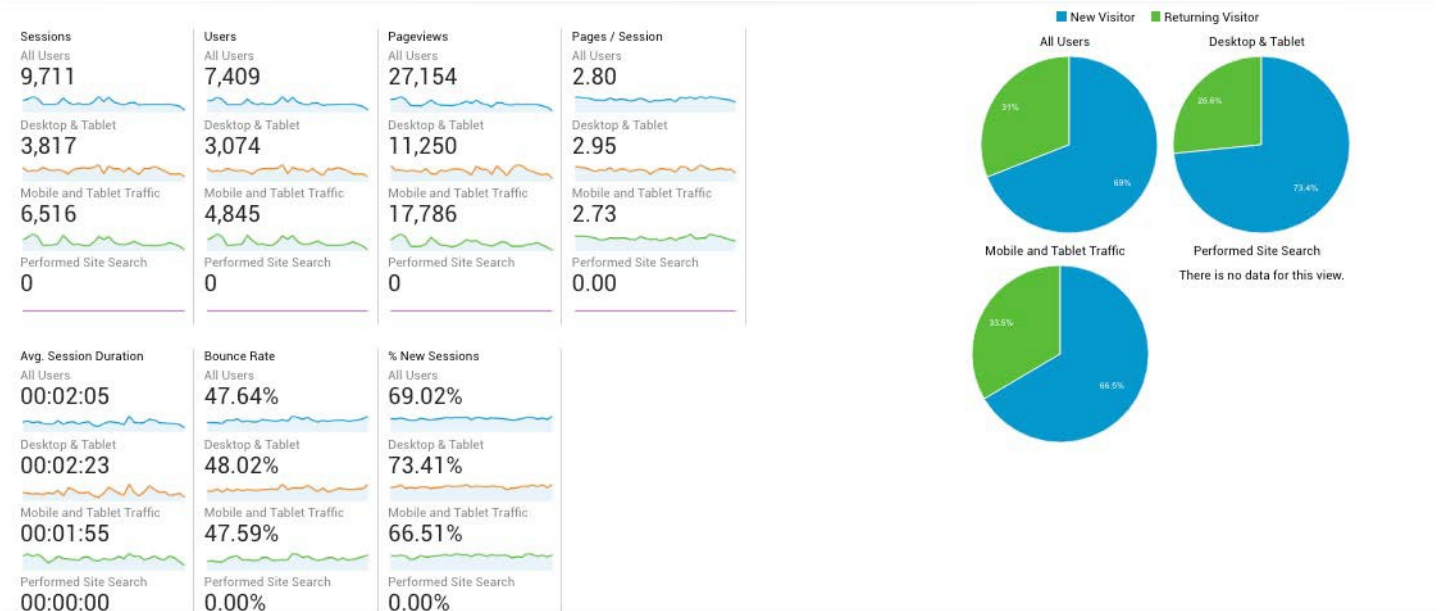 Sessions
All Users
9,711
Desktop & Tablet
3,817
Mobile and Tablet Traffic
6,516
Performed Site Search
0
Users
All Users
7,409
Desktop & Tablet
3,074
Mobile and Tablet Traffic
4,845
Performed Site Search
0
Pageviews
All Users
27,154
Desktop & Tablet
11,250
Mobile and Tablet Traffic
17,786
Performed Site Search
0
Pages / Session
All Users
2.80
Desktop & Tablet
2.95
Mobile and Tablet Traffic
2.73
Performed Site Search
0.00
Avg. Session Duration
All Users
00:02:05
Desktop & Tablet
00:02:23
Mobile and Tablet Traffic
00:01:55
Performed Site Search
00:00:00
Bounce Rate
All Users
47.64%
Desktop & Tablet
48.02%
Mobile and Tablet Traffic
47.59%
Performed Site Search
0.00%
% New Sessions
All Users
69.02%
Desktop & Tablet
73.41%
Mobile and Tablet Traffic
66.51%
Performed Site Search
0.00%
New Visitor
Returning Visitor
All Users
31%
69%
Desktop & Tablet
26.6%
73.4%
Mobile and Tablet Traffic
33.5%
66.5%
Performed Site Search
There is no data for this view.